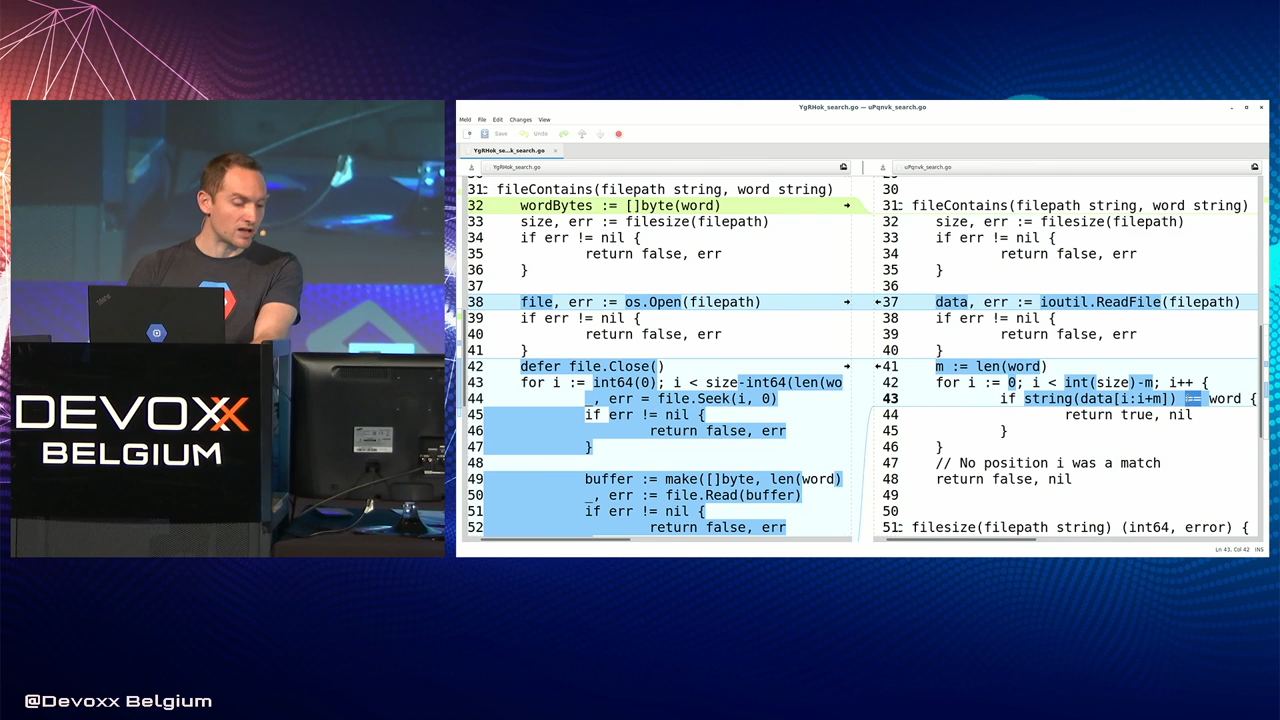 YgRHok_search.go — uPqnvk_search.go
Meld File Edit Changes View
Save Undo
YgRHok_se...k_search.go
YgRHok_search.go
31 fileContains(filepath string, word string)
32 wordBytes := []byte(word)
33 size, err := filesize(filepath)
34 if err != nil {
35 return false, err
36 }
37
38 file, err := os.Open(filepath)
39 if err != nil {
40 return false, err
41 }
42 defer file.Close()
43 for i := int64(0); i < size-int64(len(wo
44 _, err = file.Seek(i, 0)
45 if err != nil {
46 return false, err
47 }
48
49 buffer := make([]byte, len(word)
50 _, err := file.Read(buffer)
51 if err != nil {
52 return false, err
uPqnvk_search.go
30
31 fileContains(filepath string, word string)
32 size, err := filesize(filepath)
33 if err != nil {
34 return false, err
35 }
36
37 data, err := ioutil.ReadFile(filepath)
38 if err != nil {
39 return false, err
40 }
41 m := len(word)
42 for i := 0; i < int(size)-m; i++ {
43 if string(data[i:i+m]) == word {
44 return true, nil
45 }
46 }
47 // No position i was a match
48 return false, nil
49
50
51 filesize(filepath string) (int64, error) {
Ln 43, Col 42 INS
DEVOXX
BELGIUM
@Devoxx Belgium